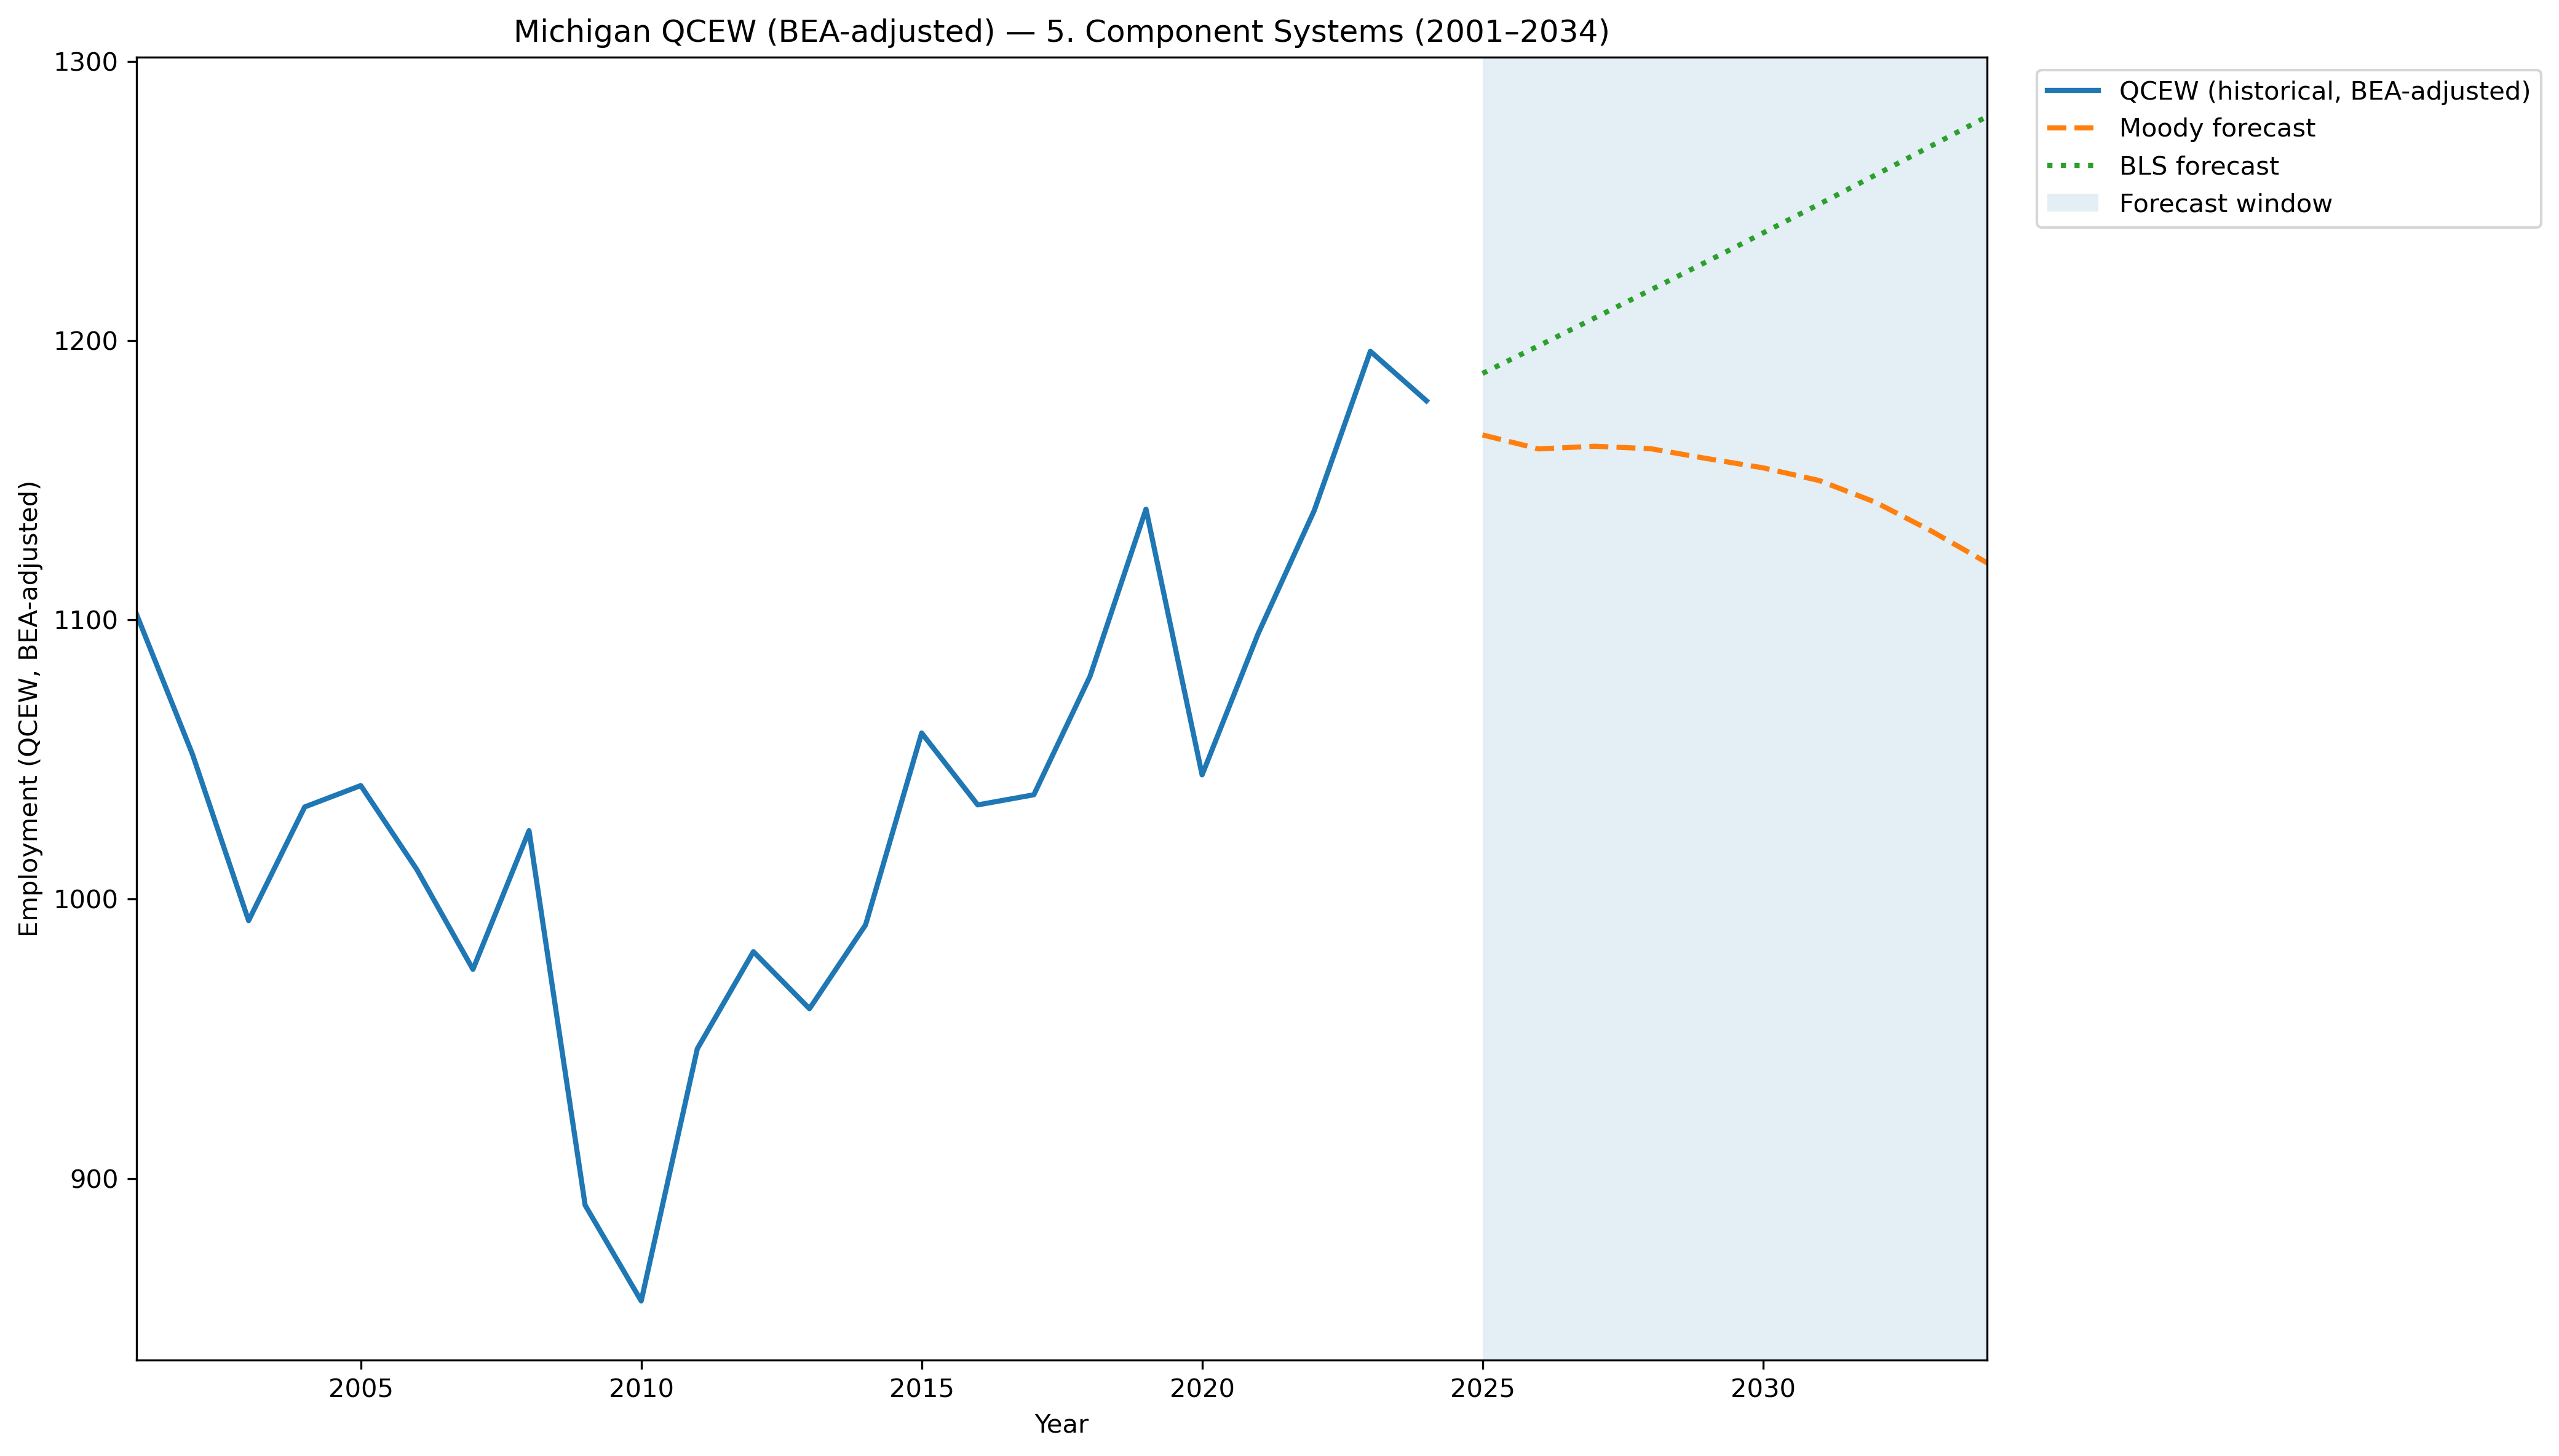 Michigan QCEW (BEA-adjusted) — 5. Component Systems (2001–2034)
QCEW (historical, BEA-adjusted)
Moody forecast
BLS forecast
Forecast window
Employment (QCEW, BEA-adjusted)
1300
1200
1100
1000
900
2005
2010
2015
2020
2025
2030
Year